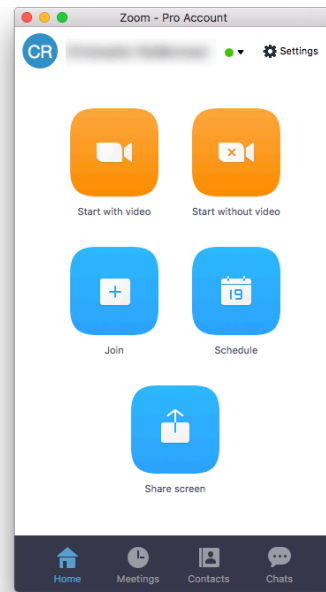 Zoom - Pro Account
CR
Settings
Start with video
Start without video
19
Join
Schedule
Share screen
Home
Meetings
Contacts
Chats